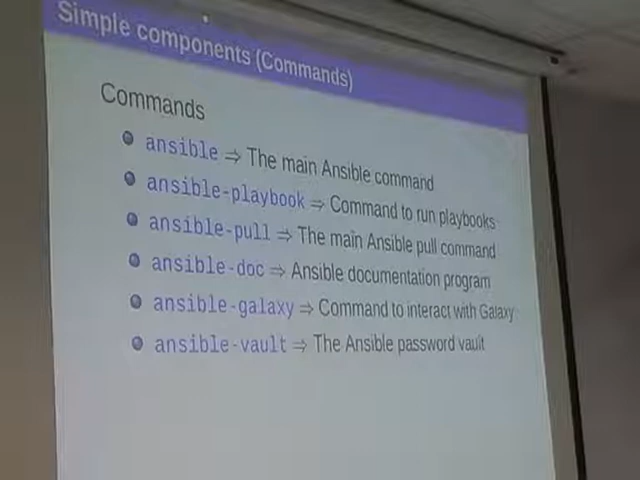 Simple components (Commands)
Commands
ansible ⇒ The main Ansible command
ansible-playbook ⇒ Command to run playbooks
ansible-pull ⇒ The main Ansible pull command
ansible-doc ⇒ Ansible documentation program
ansible-galaxy ⇒ Command to interact with Galaxy
ansible-vault ⇒ The Ansible password vault